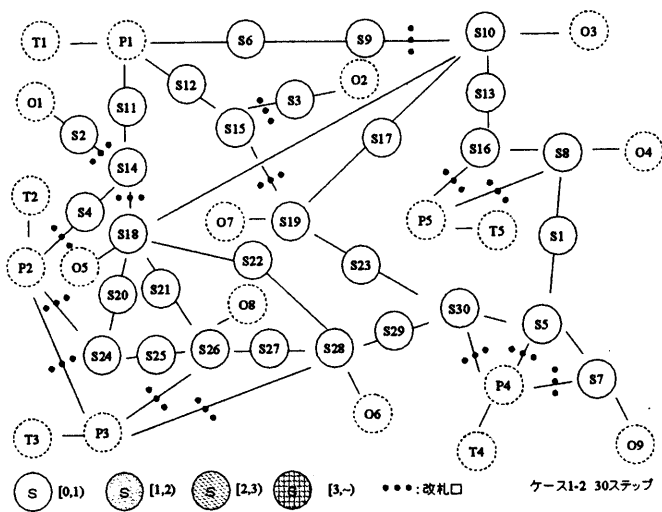 T1
P1
S6
S9
S10
O3
O1
S2
S11
S12
S15
S3
O2
S13
S17
S14
S16
S8
O4
T2
S4
P2
O5
S18
O7
S19
P5
T5
S1
S22
S23
S20
S21
O8
S24
S25
S26
S27
S28
S29
S30
S5
P4
S7
T3
P3
O6
T4
O9
S [0,1)
S [1,2)
S [2,3)
S [3,~)
:改札口
ケース1-2 30ステップ